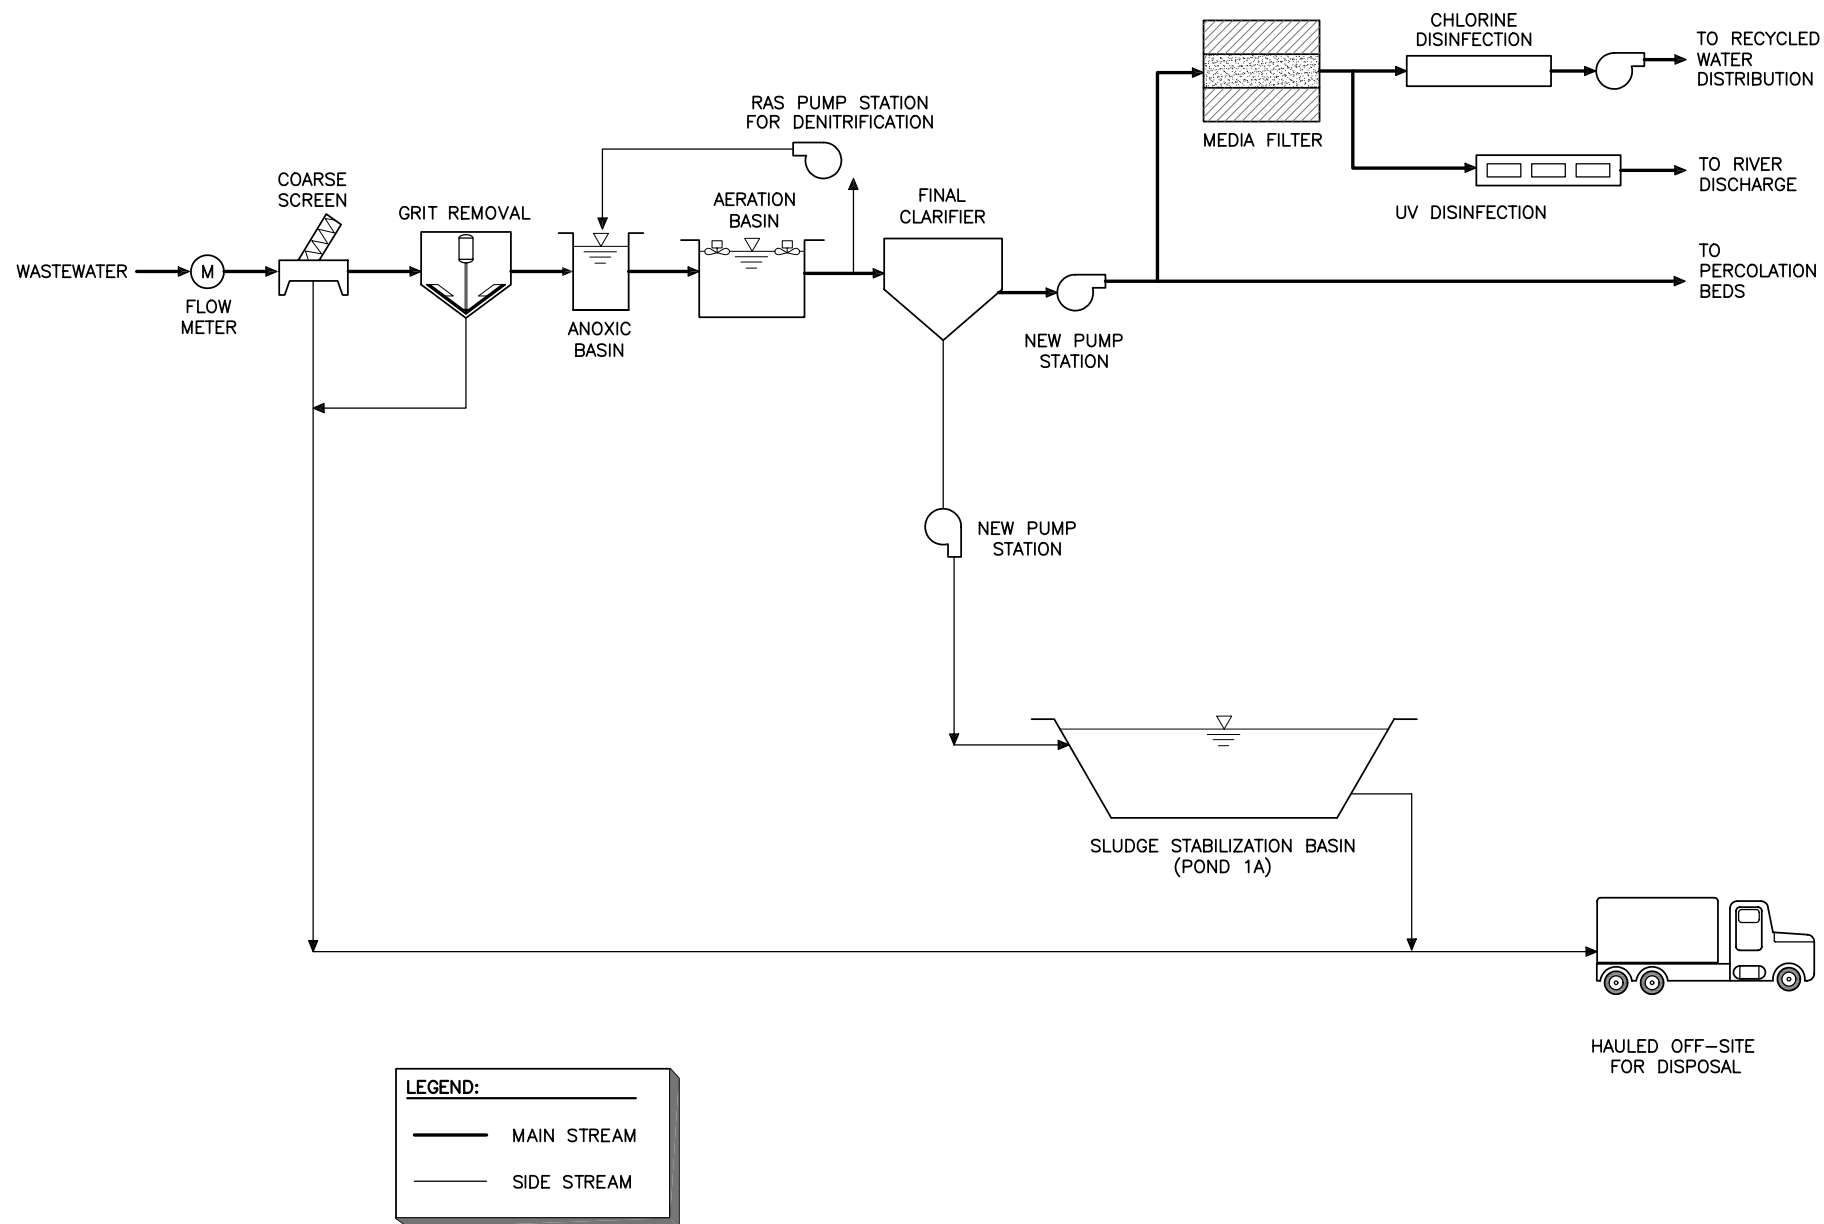 CHLORINE
DISINFECTION
TO RECYCLED
WATER
DISTRIBUTION
RAS PUMP STATION
FOR DENITRIFICATION
MEDIA FILTER
COARSE
SCREEN
GRIT REMOVAL
AERATION
BASIN
FINAL
CLARIFIER
TO RIVER
DISCHARGE
UV DISINFECTION
WASTEWATER
M
FLOW
METER
ANOXIC
BASIN
NEW PUMP
STATION
TO
PERCOLATION
BEDS
NEW PUMP
STATION
SLUDGE STABILIZATION BASIN
(POND 1A)
HAULED OFF-SITE
FOR DISPOSAL
LEGEND:
MAIN STREAM
SIDE STREAM